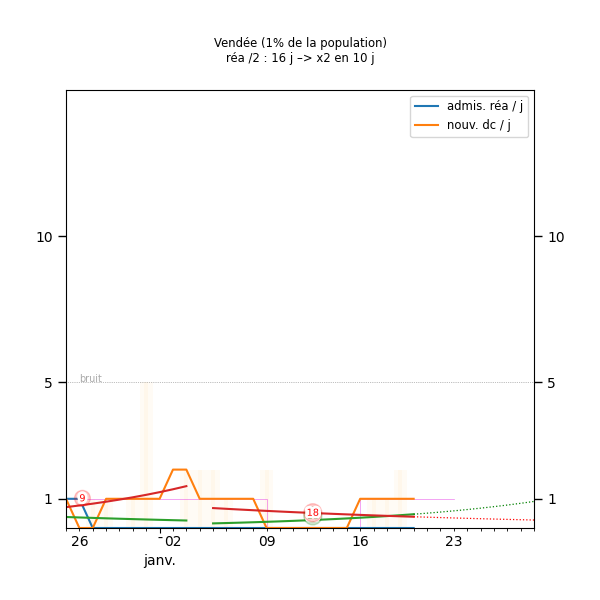 Vendée (1% de la population)
réa /2 : 16 j –> x2 en 10 j
admis. réa / j
nouv. dc / j
10
10
bruit
5
5
9
1
1
18
26
02
09
16
23
janv.